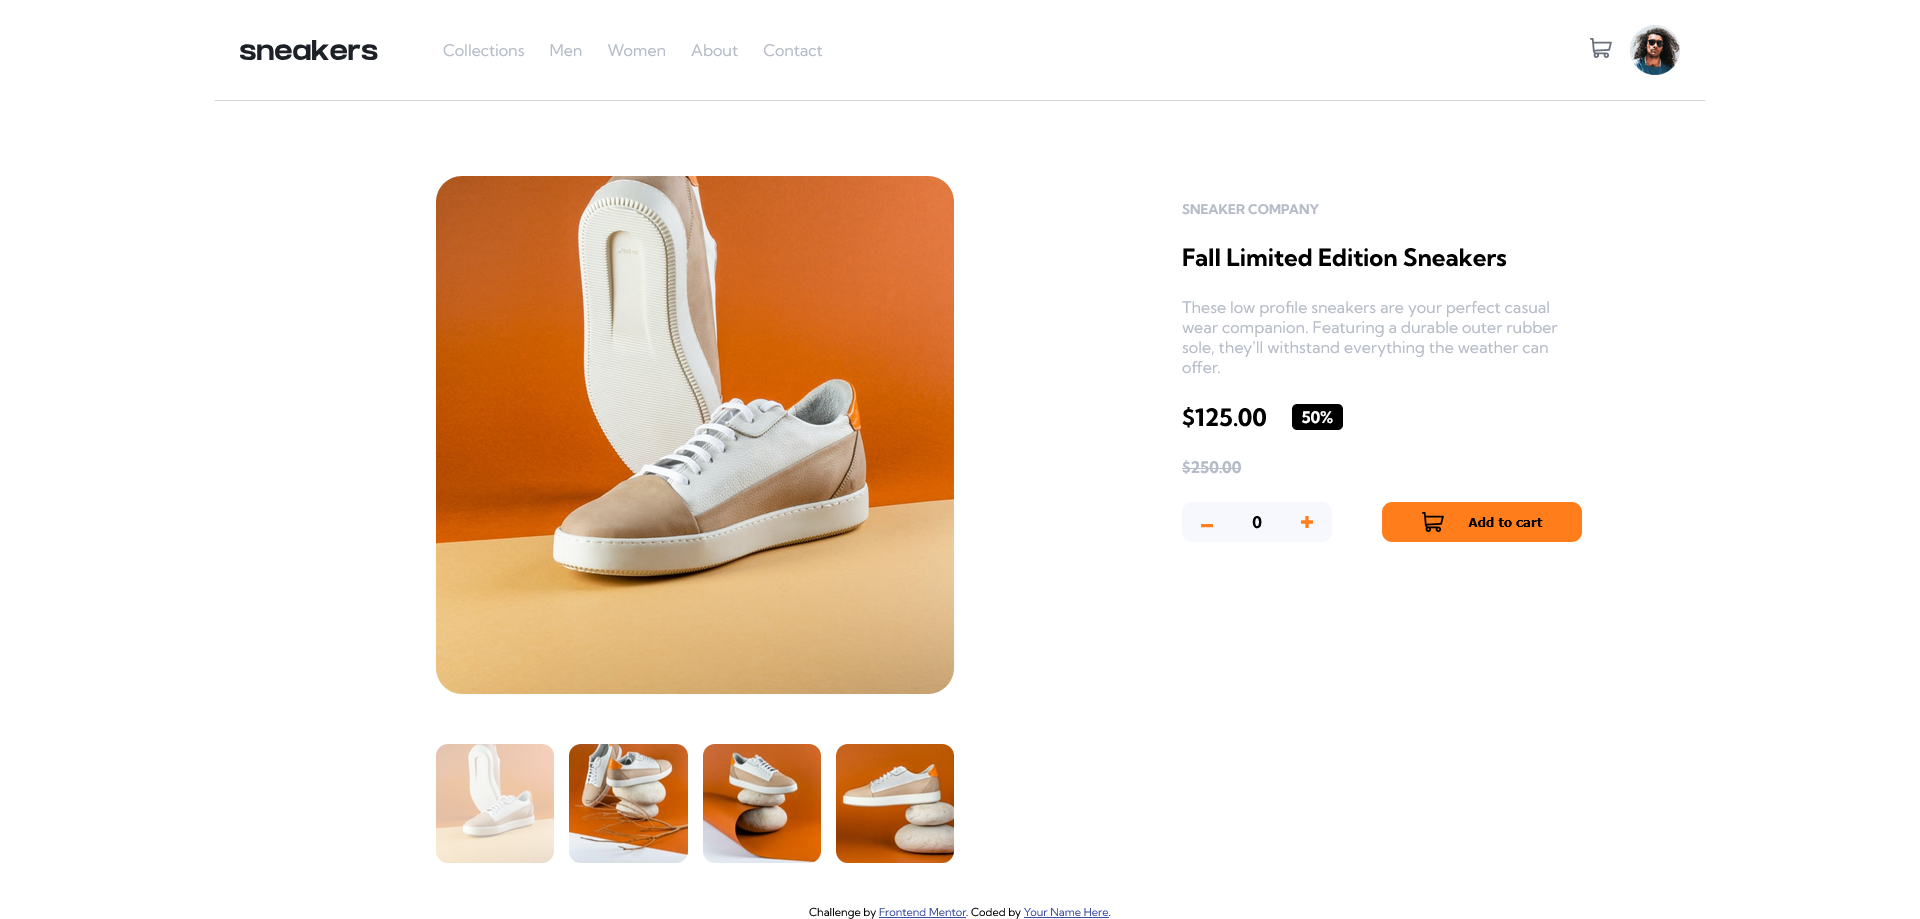 sneakers
Collections Men Women About Contact
SNEAKER COMPANY
Fall Limited Edition Sneakers
These low profile sneakers are your perfect casual
wear companion. Featuring a durable outer rubber
sole, they'll withstand everything the weather can
offer.
$125.00 50%
$250.00
– 0 + Add to cart
Challenge by Frontend Mentor. Coded by Your Name Here.